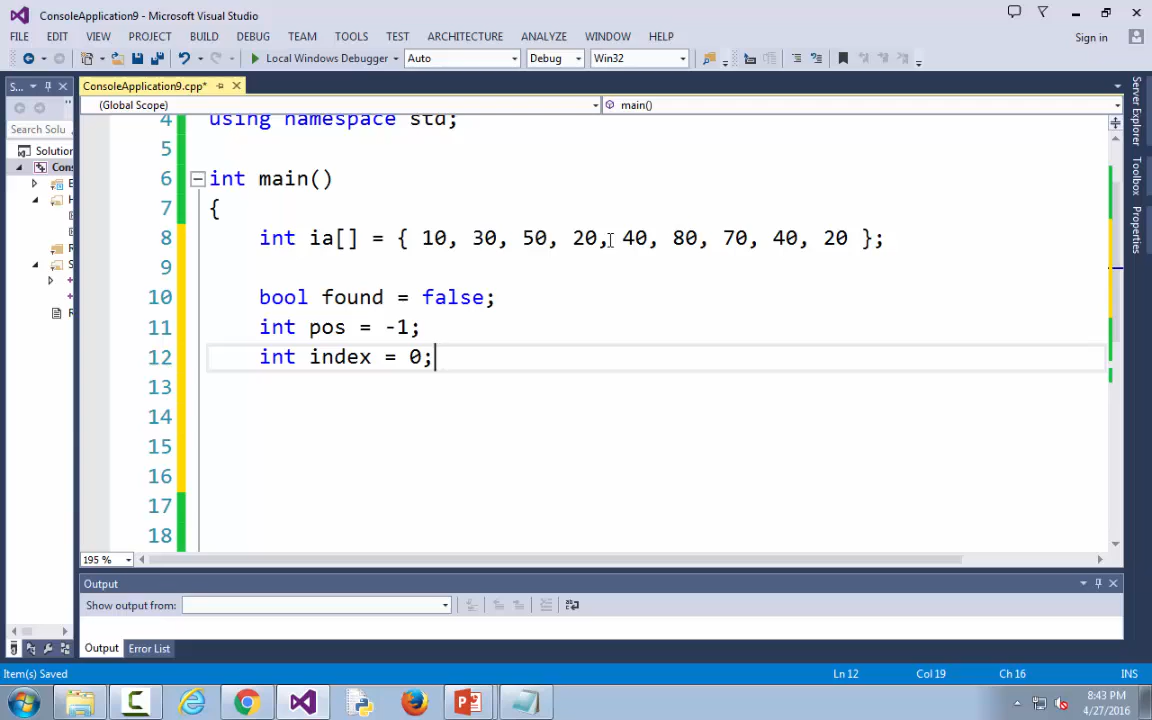 ConsoleApplication9 - Microsoft Visual Studio
FILE EDIT VIEW PROJECT BUILD DEBUG TEAM TOOLS TEST ARCHITECTURE ANALYZE WINDOW HELP
Sign in
Local Windows Debugger Auto Debug Win32
S...
ConsoleApplication9.cpp*
(Global Scope) main()
Search Solu
Solution
Cons
4 using namespace std;
5
6 int main()
7 {
8 int ia[] = { 10, 30, 50, 20, 40, 80, 70, 40, 20 };
9
10 bool found = false;
11 int pos = -1;
12 int index = 0;
13
14
15
16
17
18
Server Explorer
Toolbox
Properties
195 %
Output
Show output from:
Output Error List
Item(s) Saved Ln 12 Col 19 Ch 16 INS
8:43 PM
4/27/2016